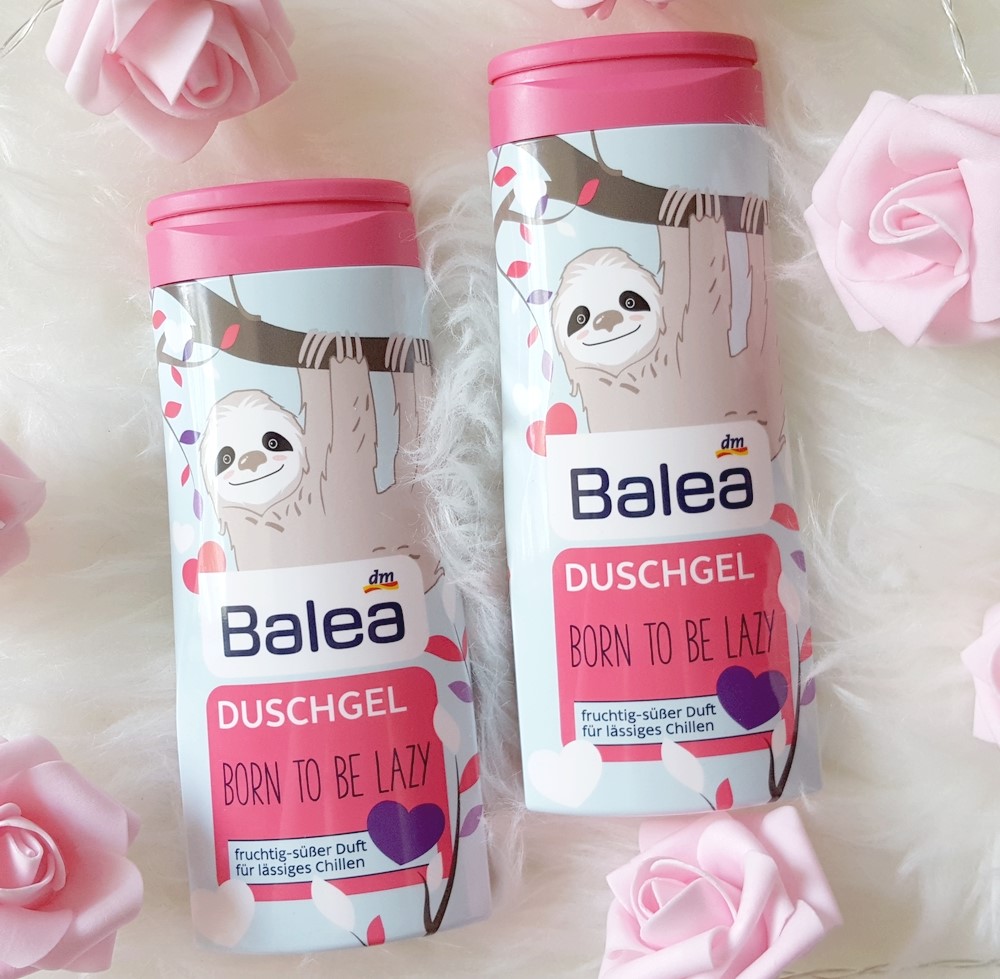 dm
Balea
DUSCHGEL
BORN TO BE LAZY
fruchtig-süßer Duft
für lässiges Chillen
dm
Balea
DUSCHGEL
BORN TO BE LAZY
fruchtig-süßer Duft
für lässiges Chillen